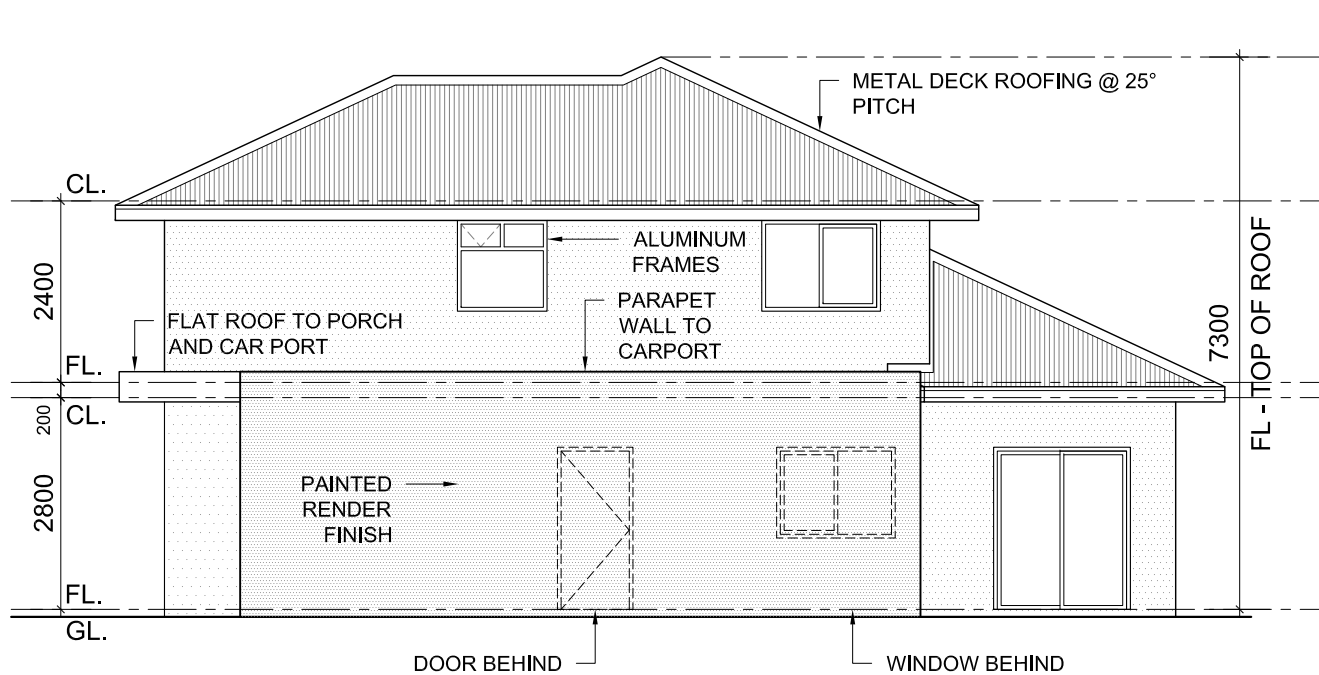 METAL DECK ROOFING @ 25°
PITCH
CL.
ALUMINUM
FRAMES
2400
PARAPET
WALL TO
CARPORT
FLAT ROOF TO PORCH
AND CAR PORT
7300
FL - TOP OF ROOF
FL.
200
CL.
2800
PAINTED
RENDER
FINISH
FL.
GL.
DOOR BEHIND
WINDOW BEHIND